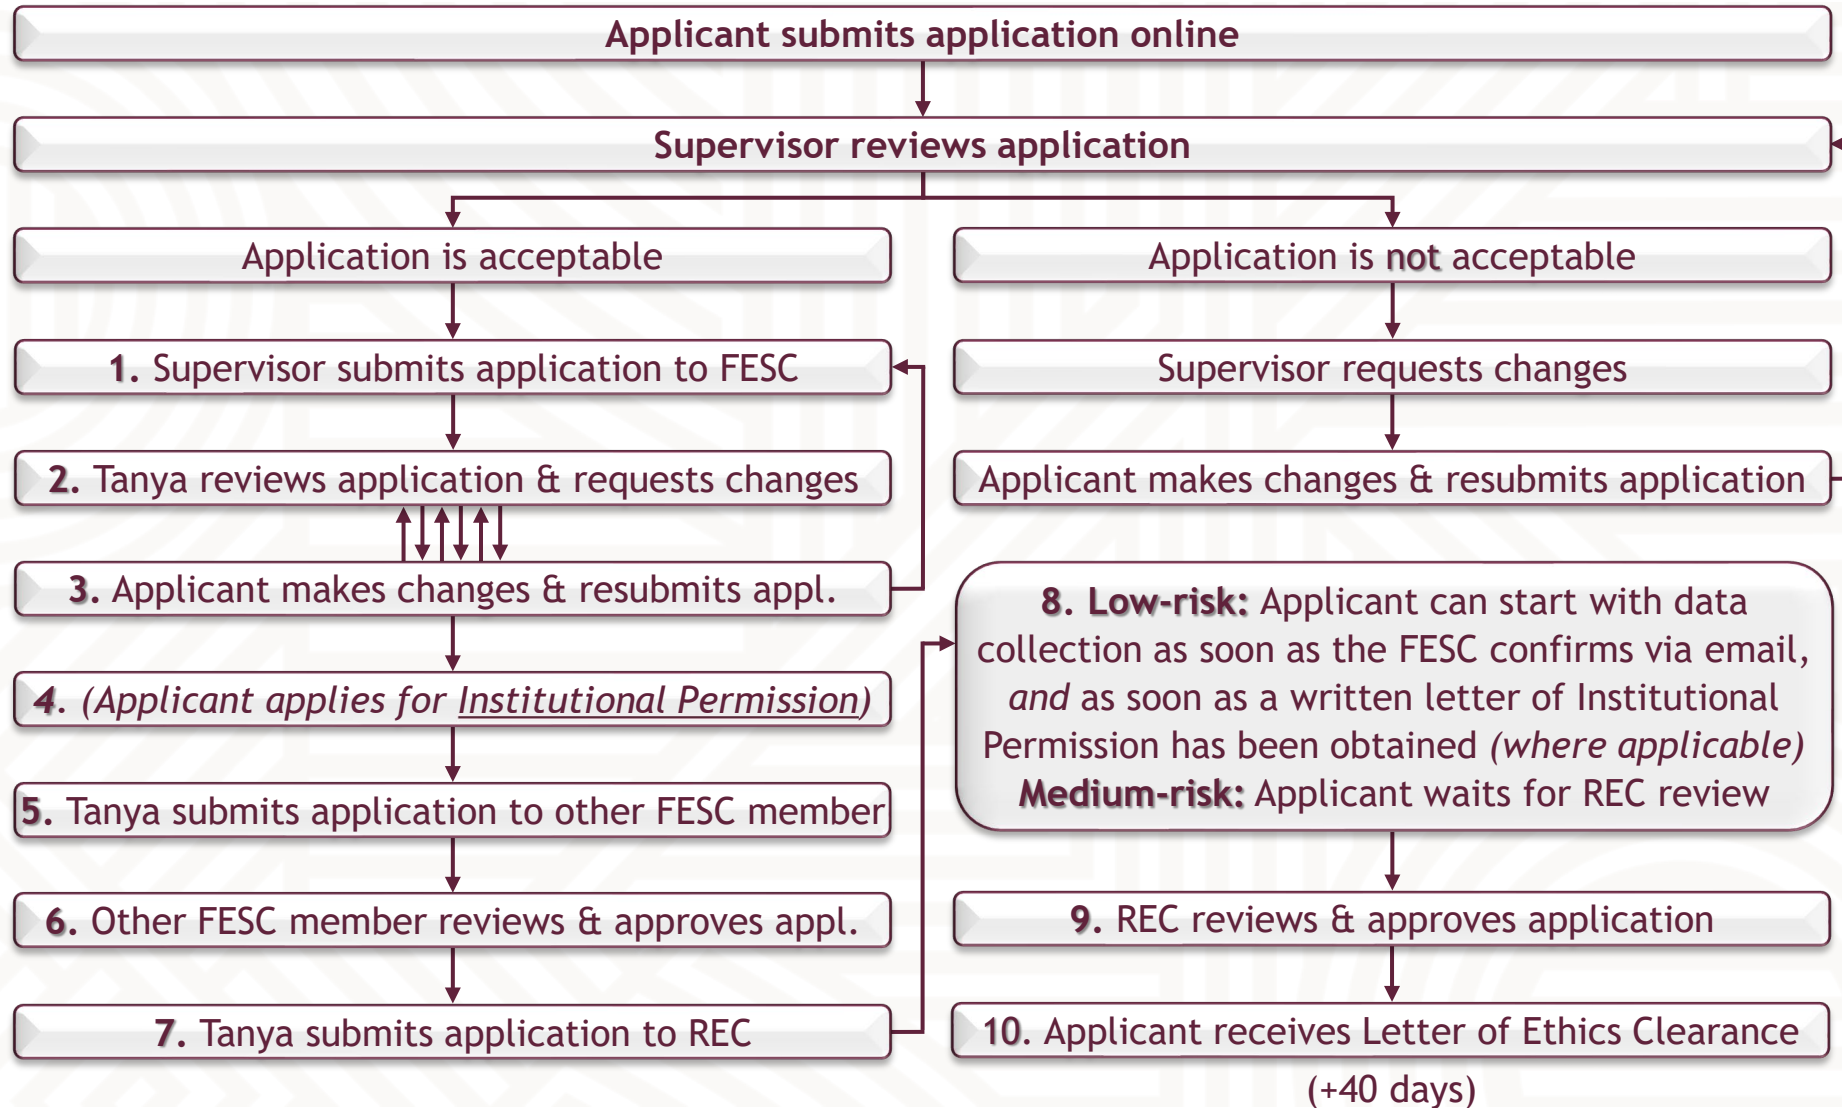 Applicant submits application online
Supervisor reviews application
Application is acceptable
1. Supervisor submits application to FESC
2. Tanya reviews application & requests changes
3. Applicant makes changes & resubmits appl.
4. (Applicant applies for Institutional Permission)
5. Tanya submits application to other FESC member
6. Other FESC member reviews & approves appl.
7. Tanya submits application to REC
Application is not acceptable
Supervisor requests changes
Applicant makes changes & resubmits application
8. Low-risk: Applicant can start with data
collection as soon as the FESC confirms via email,
and as soon as a written letter of Institutional
Permission has been obtained (where applicable)
Medium-risk: Applicant waits for REC review
9. REC reviews & approves application
10. Applicant receives Letter of Ethics Clearance
(+40 days)